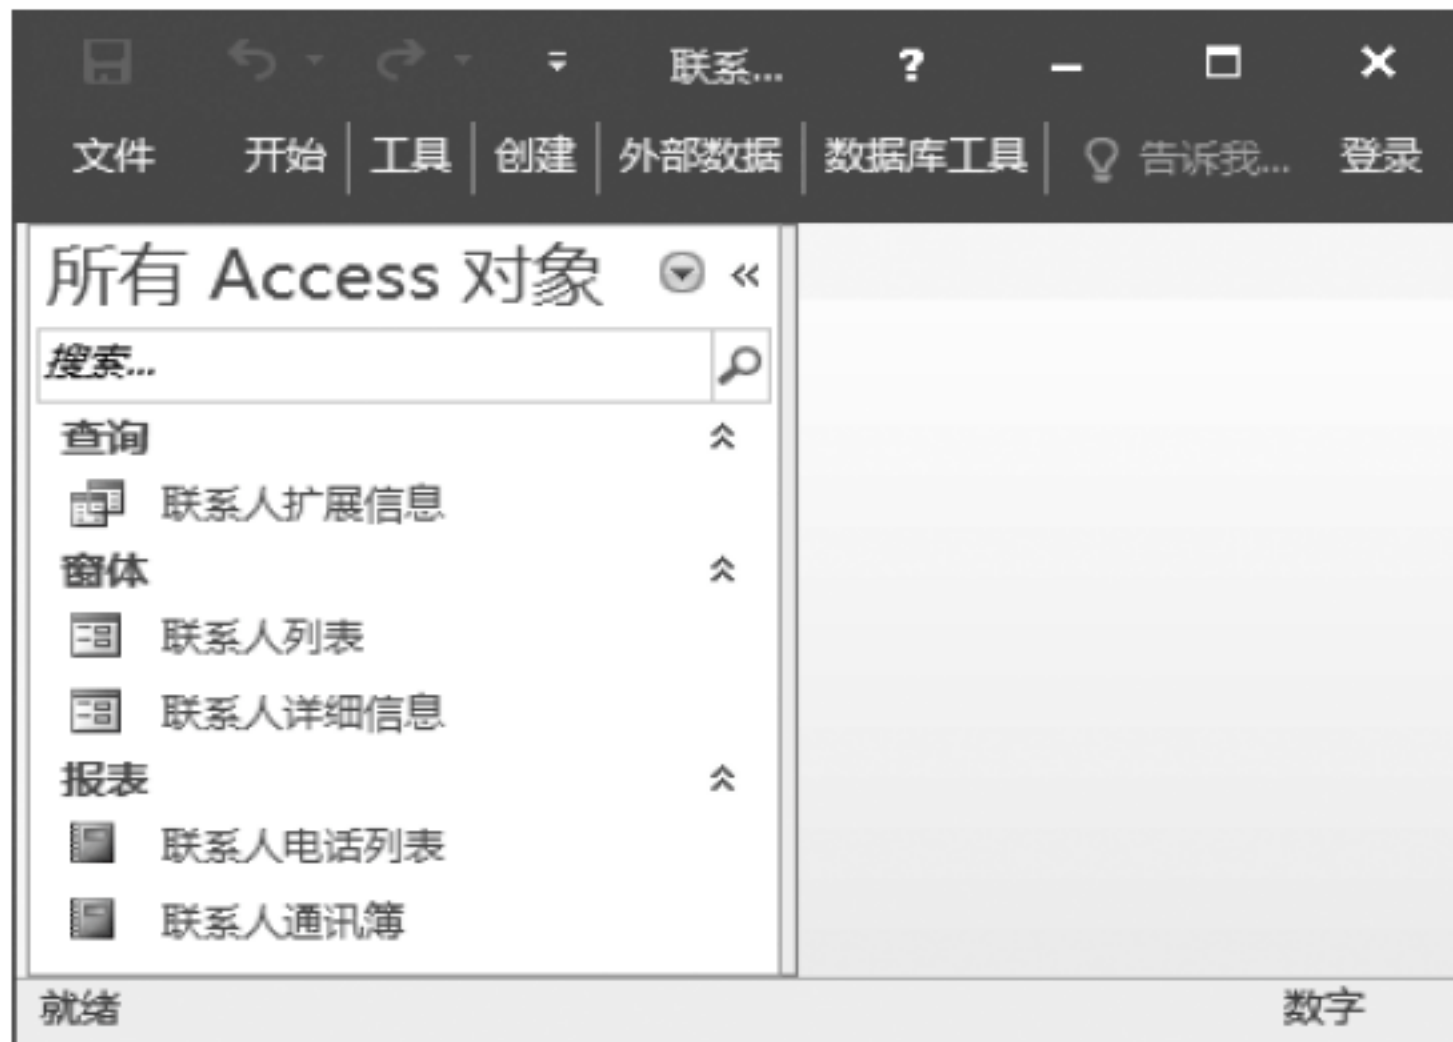 联系... ?
文件 开始 工具 创建 外部数据 数据库工具 告诉我... 登录
所有 Access 对象
搜索...
查询
联系人扩展信息
窗体
联系人列表
联系人详细信息
报表
联系人电话列表
联系人通讯簿
就绪 数字